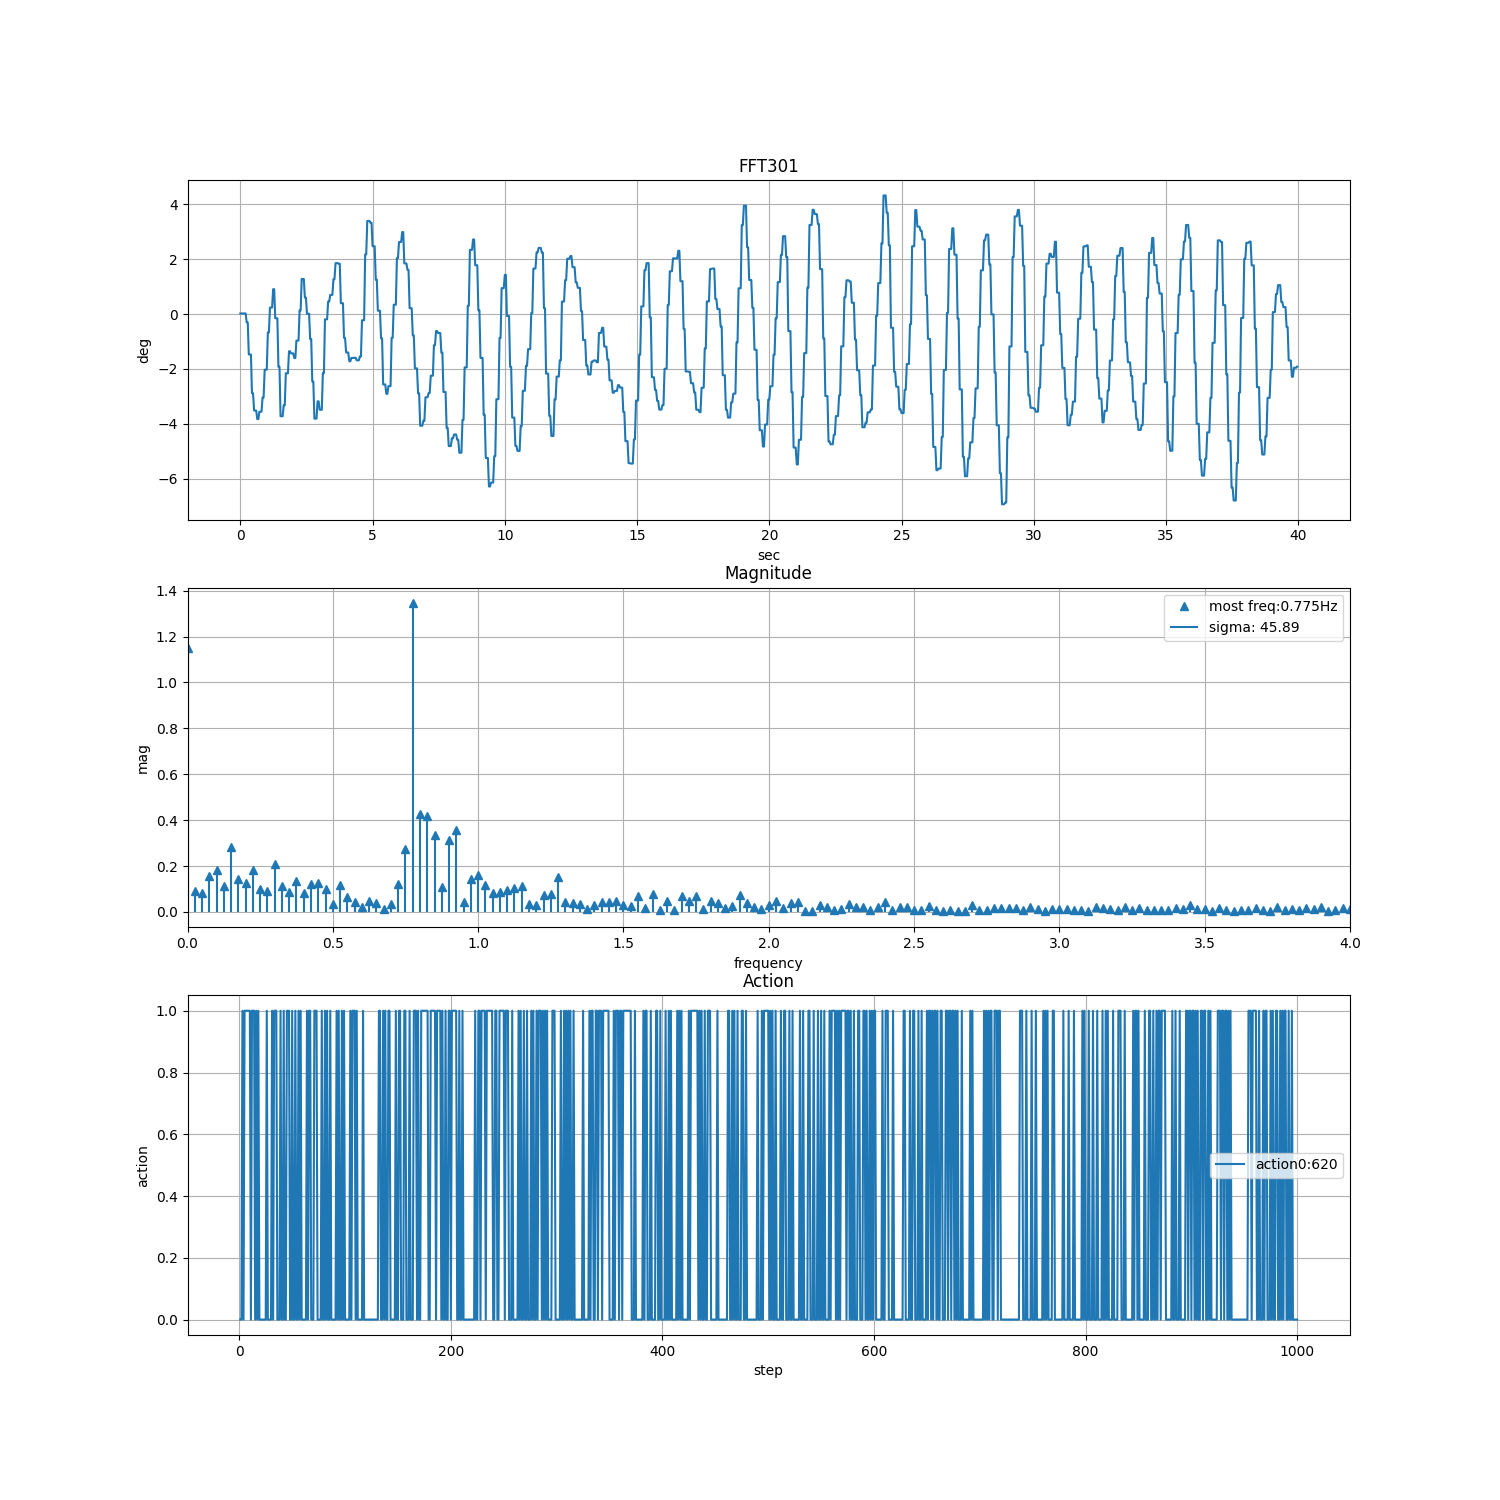 FFT301
4
2
0
−2
−4
−6
deg
0 5 10 15 20 25 30 35 40
sec
Magnitude
1.4
1.2
1.0
0.8
0.6
0.4
0.2
0.0
mag
most freq:0.775Hz
sigma: 45.89
0.0 0.5 1.0 1.5 2.0 2.5 3.0 3.5 4.0
frequency
Action
1.0
0.8
0.6
0.4
0.2
0.0
action
action0:620
0 200 400 600 800 1000
step